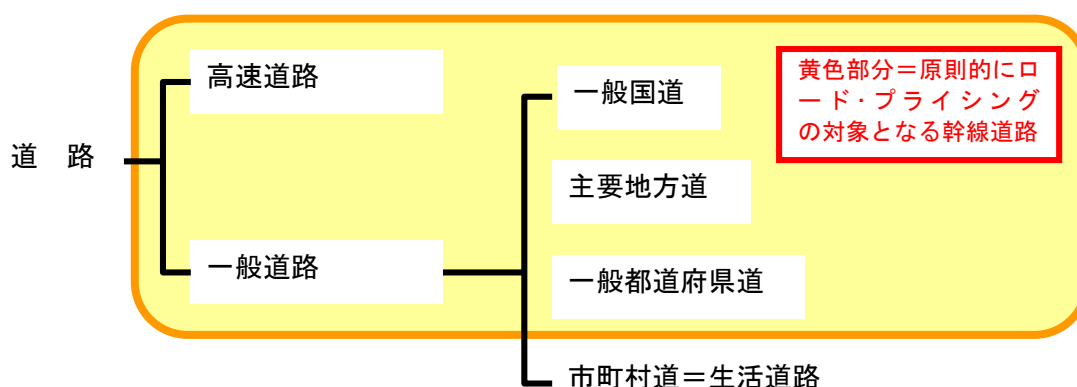 高速道路
黄色部分＝原則的にロ
ード・プライシング
の対象となる幹線道路
一般国道
道　路
主要地方道
一般道路
一般都道府県道
市町村道＝生活道路